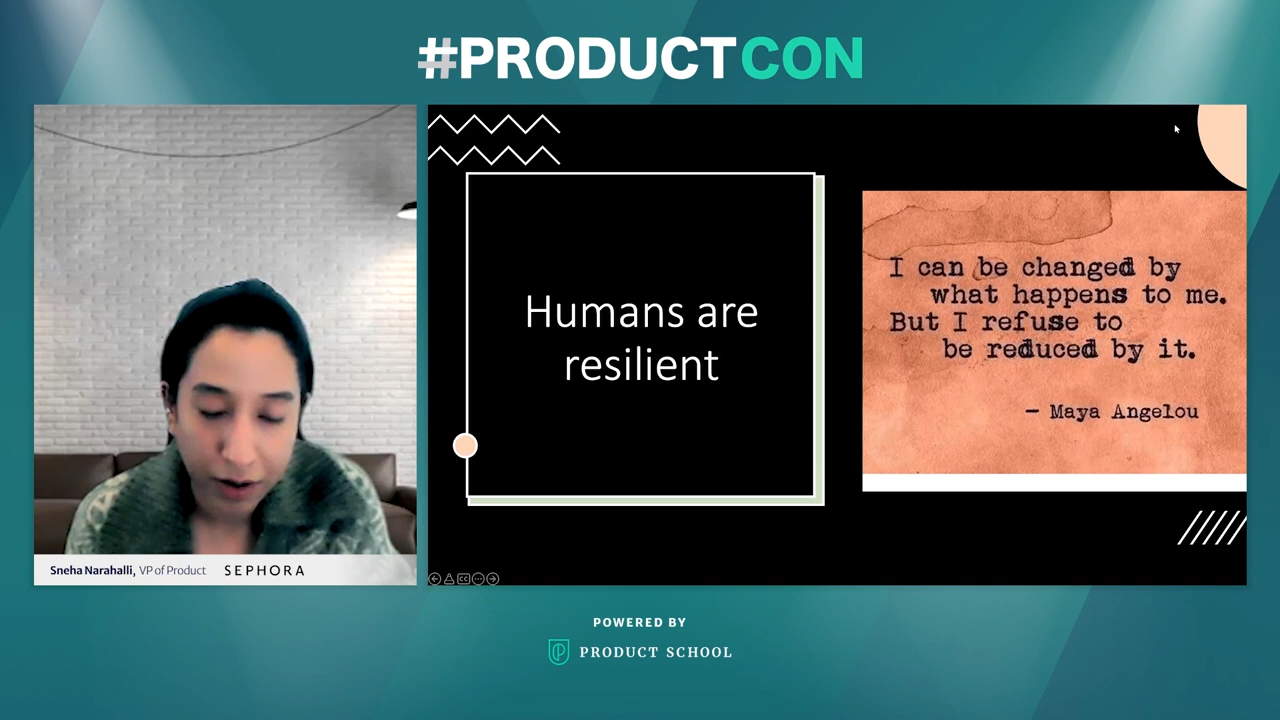 #PRODUCTCON
Humans are
resilient
I can be changed by
what happens to me.
But I refuse to
be reduced by it.
— Maya Angelou
Sneha Narahalli, VP of Product SEPHORA
CC
POWERED BY
PRODUCT SCHOOL